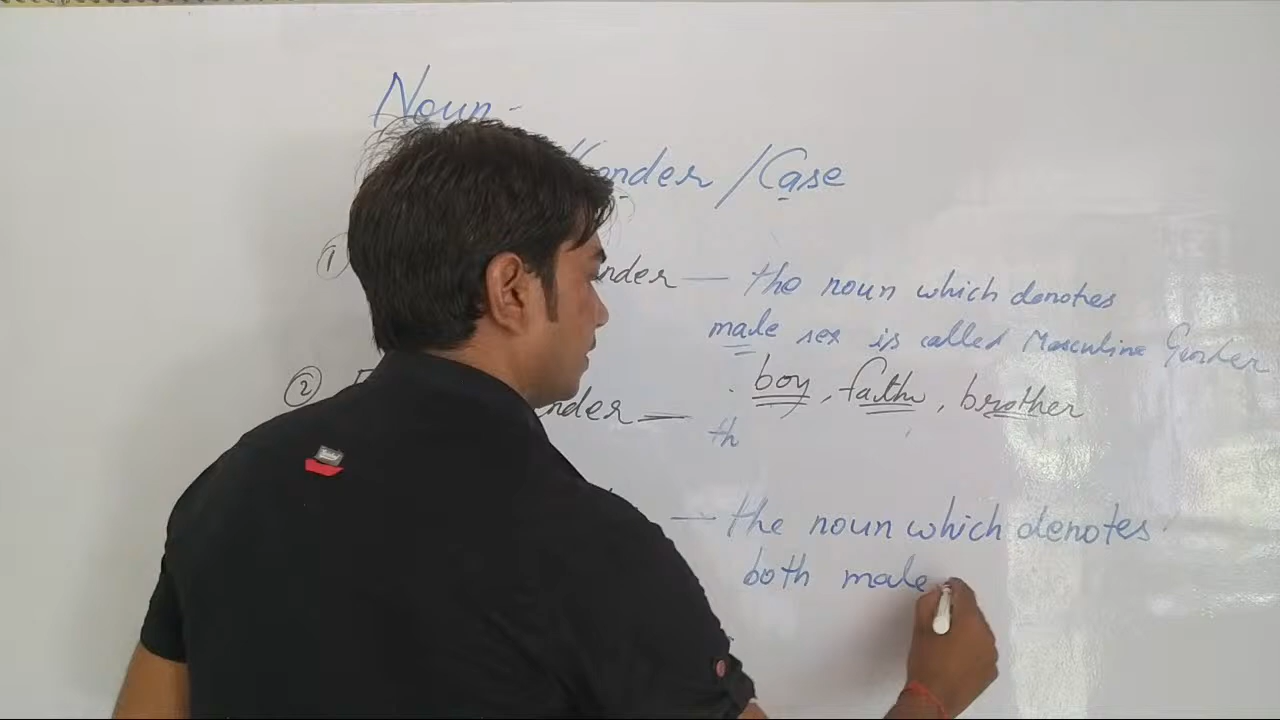 Noun-
Gender / Case
① nder — the noun which denotes
male sex is called Masculine Gender
boy, fathr, brother
② F nder —
th
— the noun which denotes
both male